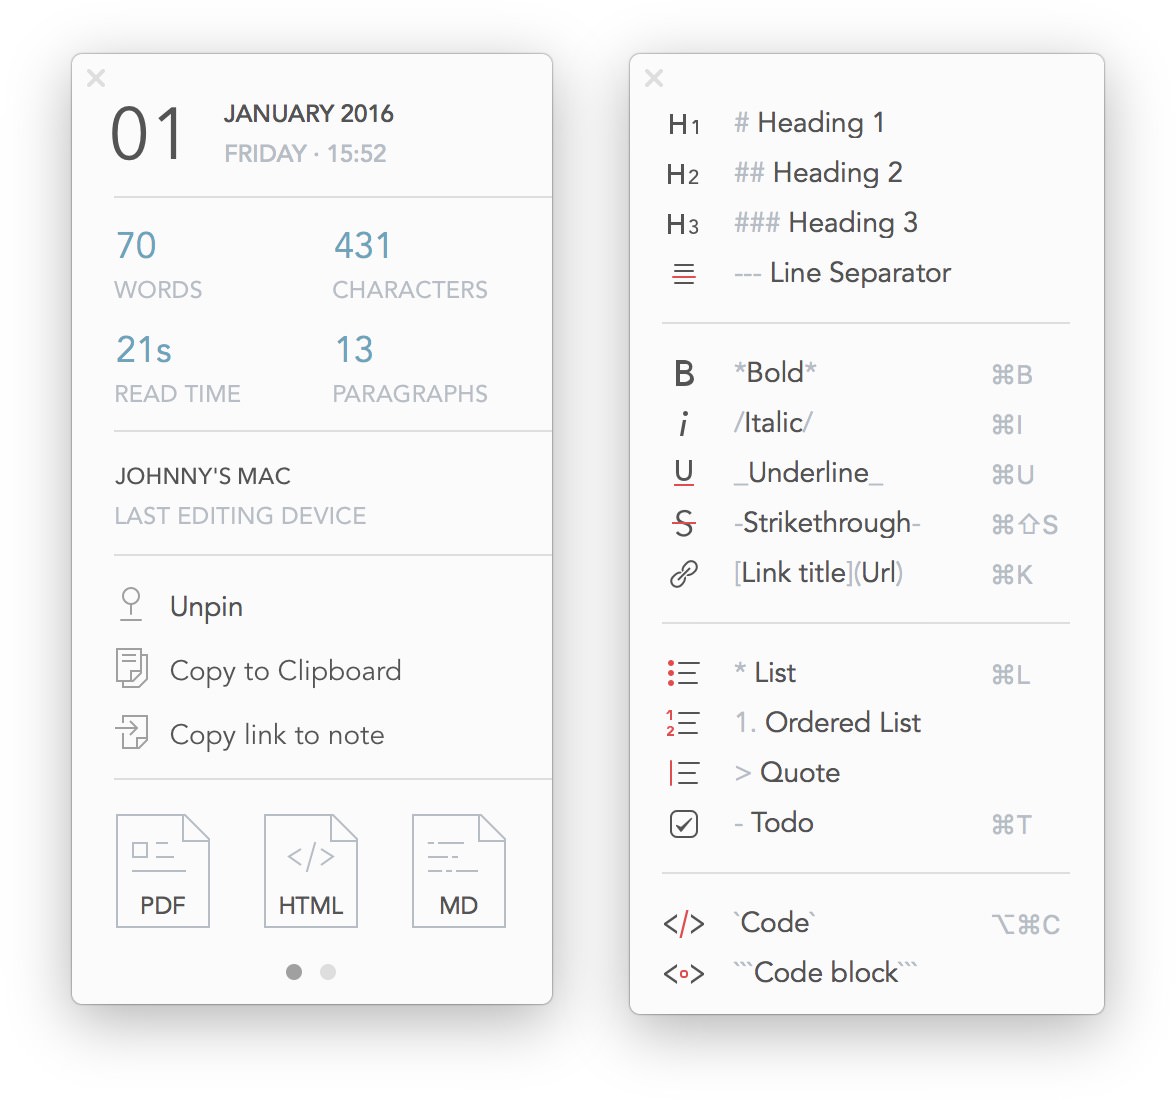 01
JANUARY 2016
FRIDAY · 15:52
70
WORDS
431
CHARACTERS
21s
READ TIME
13
PARAGRAPHS
JOHNNY'S MAC
LAST EDITING DEVICE
Unpin
Copy to Clipboard
Copy link to note
PDF
HTML
MD
H1 # Heading 1
H2 ## Heading 2
H3 ### Heading 3
--- Line Separator
B *Bold* ⌘B
i /Italic/ ⌘I
U _Underline_ ⌘U
S -Strikethrough- ⌘⇧S
[Link title](Url) ⌘K
* List ⌘L
1. Ordered List
> Quote
- Todo ⌘T
</> `Code` ⌥⌘C
<∘> ```Code block```